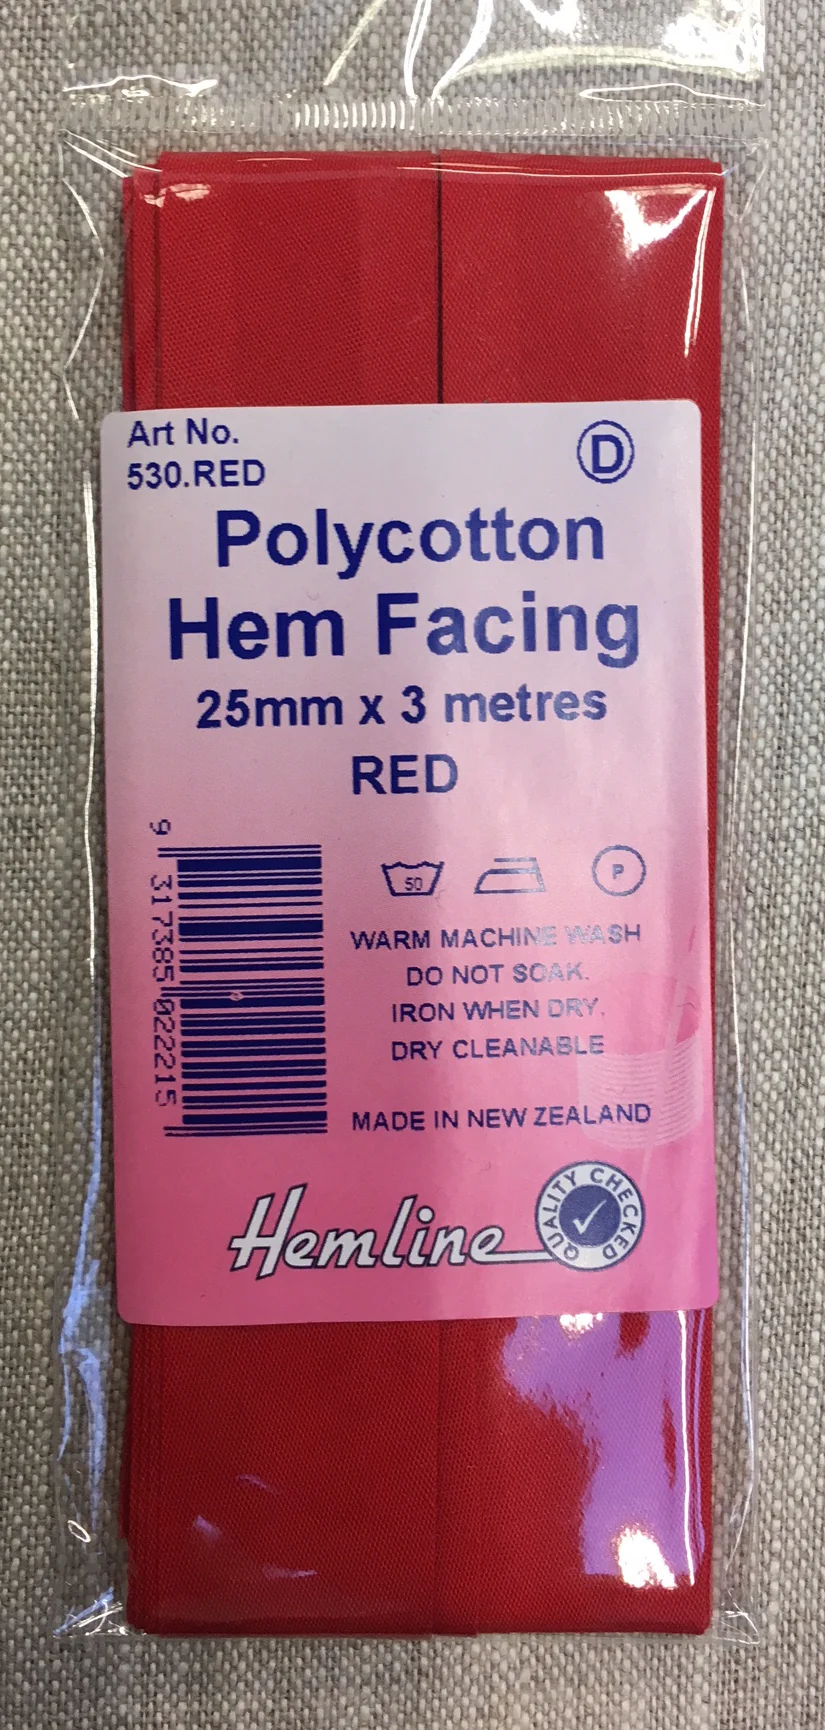 Art No.
530.RED
D
Polycotton
Hem Facing
25mm x 3 metres
RED
9 317385 022215
50
P
WARM MACHINE WASH
DO NOT SOAK.
IRON WHEN DRY.
DRY CLEANABLE
MADE IN NEW ZEALAND
Hemline
QUALITY CHECKED